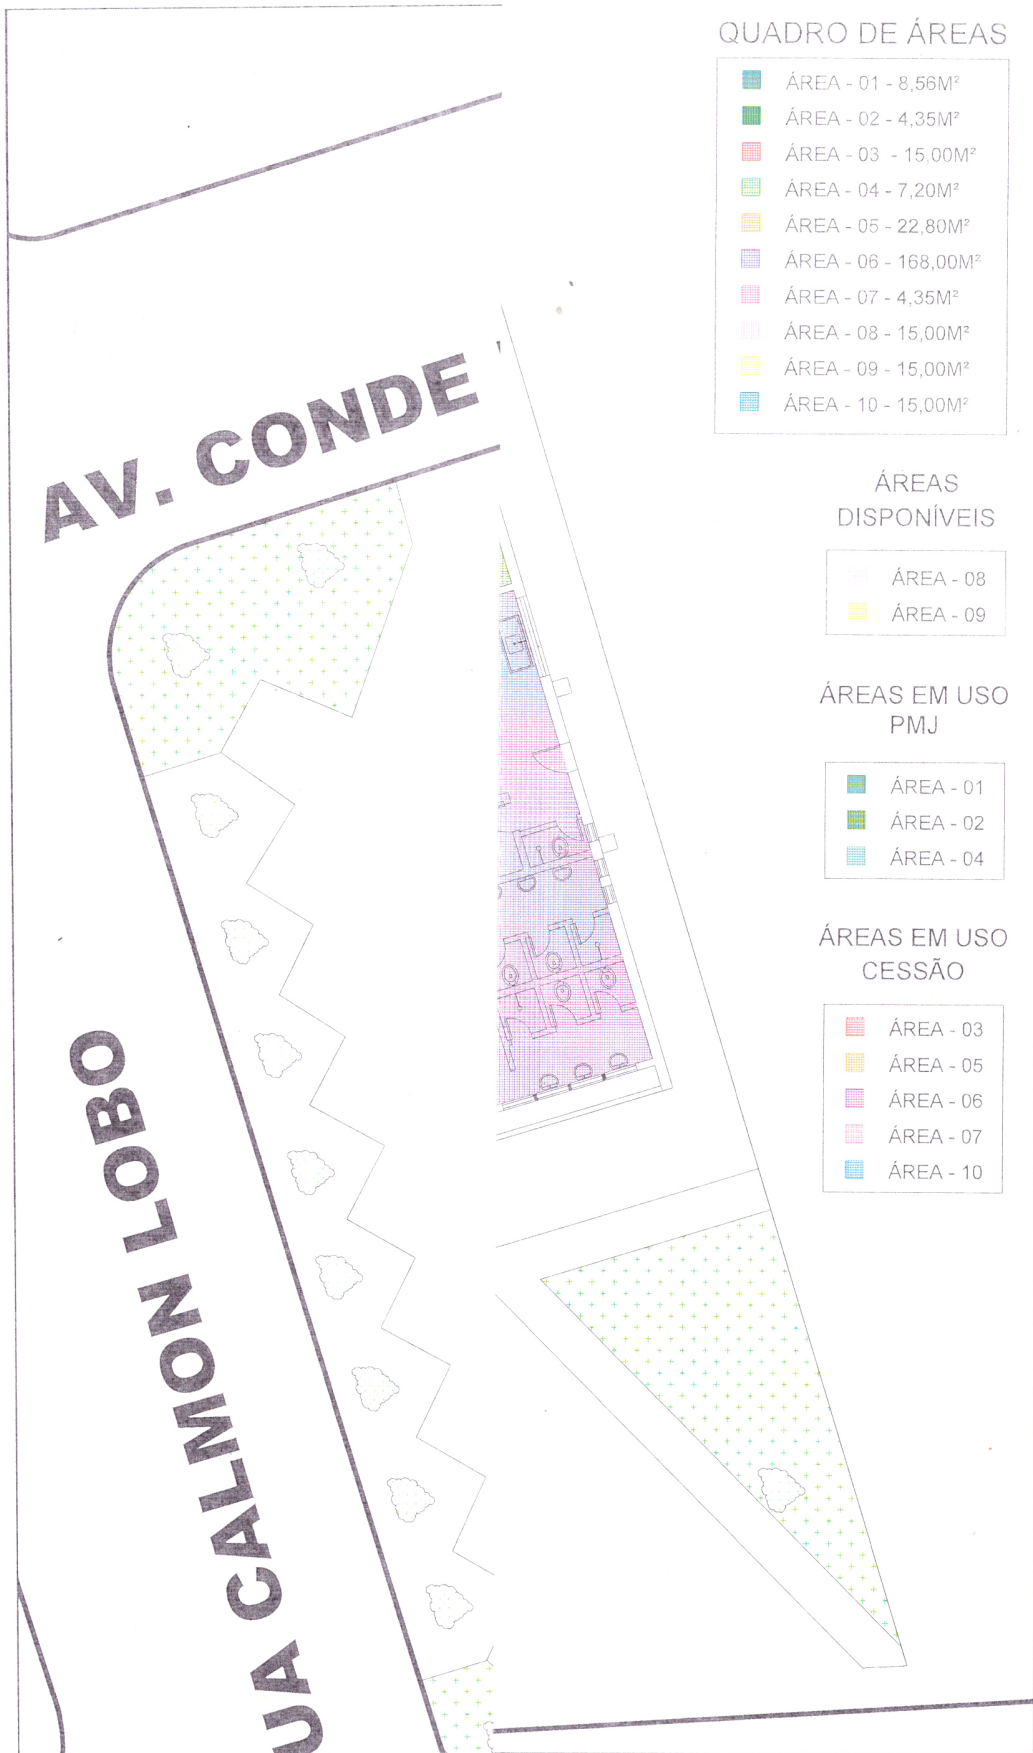 QUADRO DE ÁREAS
ÁREA - 01 - 8,56M²
ÁREA - 02 - 4,35M²
ÁREA - 03 - 15,00M²
ÁREA - 04 - 7,20M²
ÁREA - 05 - 22,80M²
ÁREA - 06 - 168,00M²
ÁREA - 07 - 4,35M²
ÁREA - 08 - 15,00M²
ÁREA - 09 - 15,00M²
ÁREA - 10 - 15,00M²
AV. CONDE
ÁREAS
DISPONÍVEIS
ÁREA - 08
ÁREA - 09
ÁREAS EM USO
PMJ
ÁREA - 01
ÁREA - 02
ÁREA - 04
ÁREAS EM USO
CESSÃO
ÁREA - 03
ÁREA - 05
ÁREA - 06
ÁREA - 07
ÁREA - 10
UA CALMON LOBO